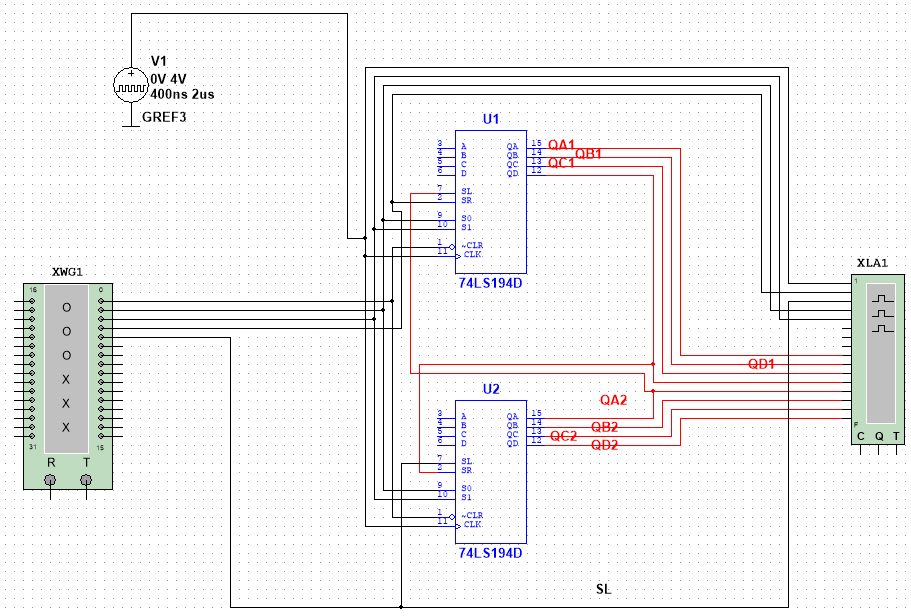 V1
0V 4V
400ns 2us
GREF3
U1
3 A QA 15 QA1
4 B QB 14 QB1
5 C QC 13 QC1
6 D QD 12
7 SL
2 SR
9 S0
10 S1
1 ~CLR
11 CLK
74LS194D
XWG1
16 0
O
O
O
X
X
X
31 15
R T
XLA1
1
F
C Q T
QD1
U2
QA2
3 A QA 15
4 B QB 14 QB2
5 C QC 13 QC2
6 D QD 12 QD2
7 SL
2 SR
9 S0
10 S1
1 ~CLR
11 CLK
74LS194D
SL